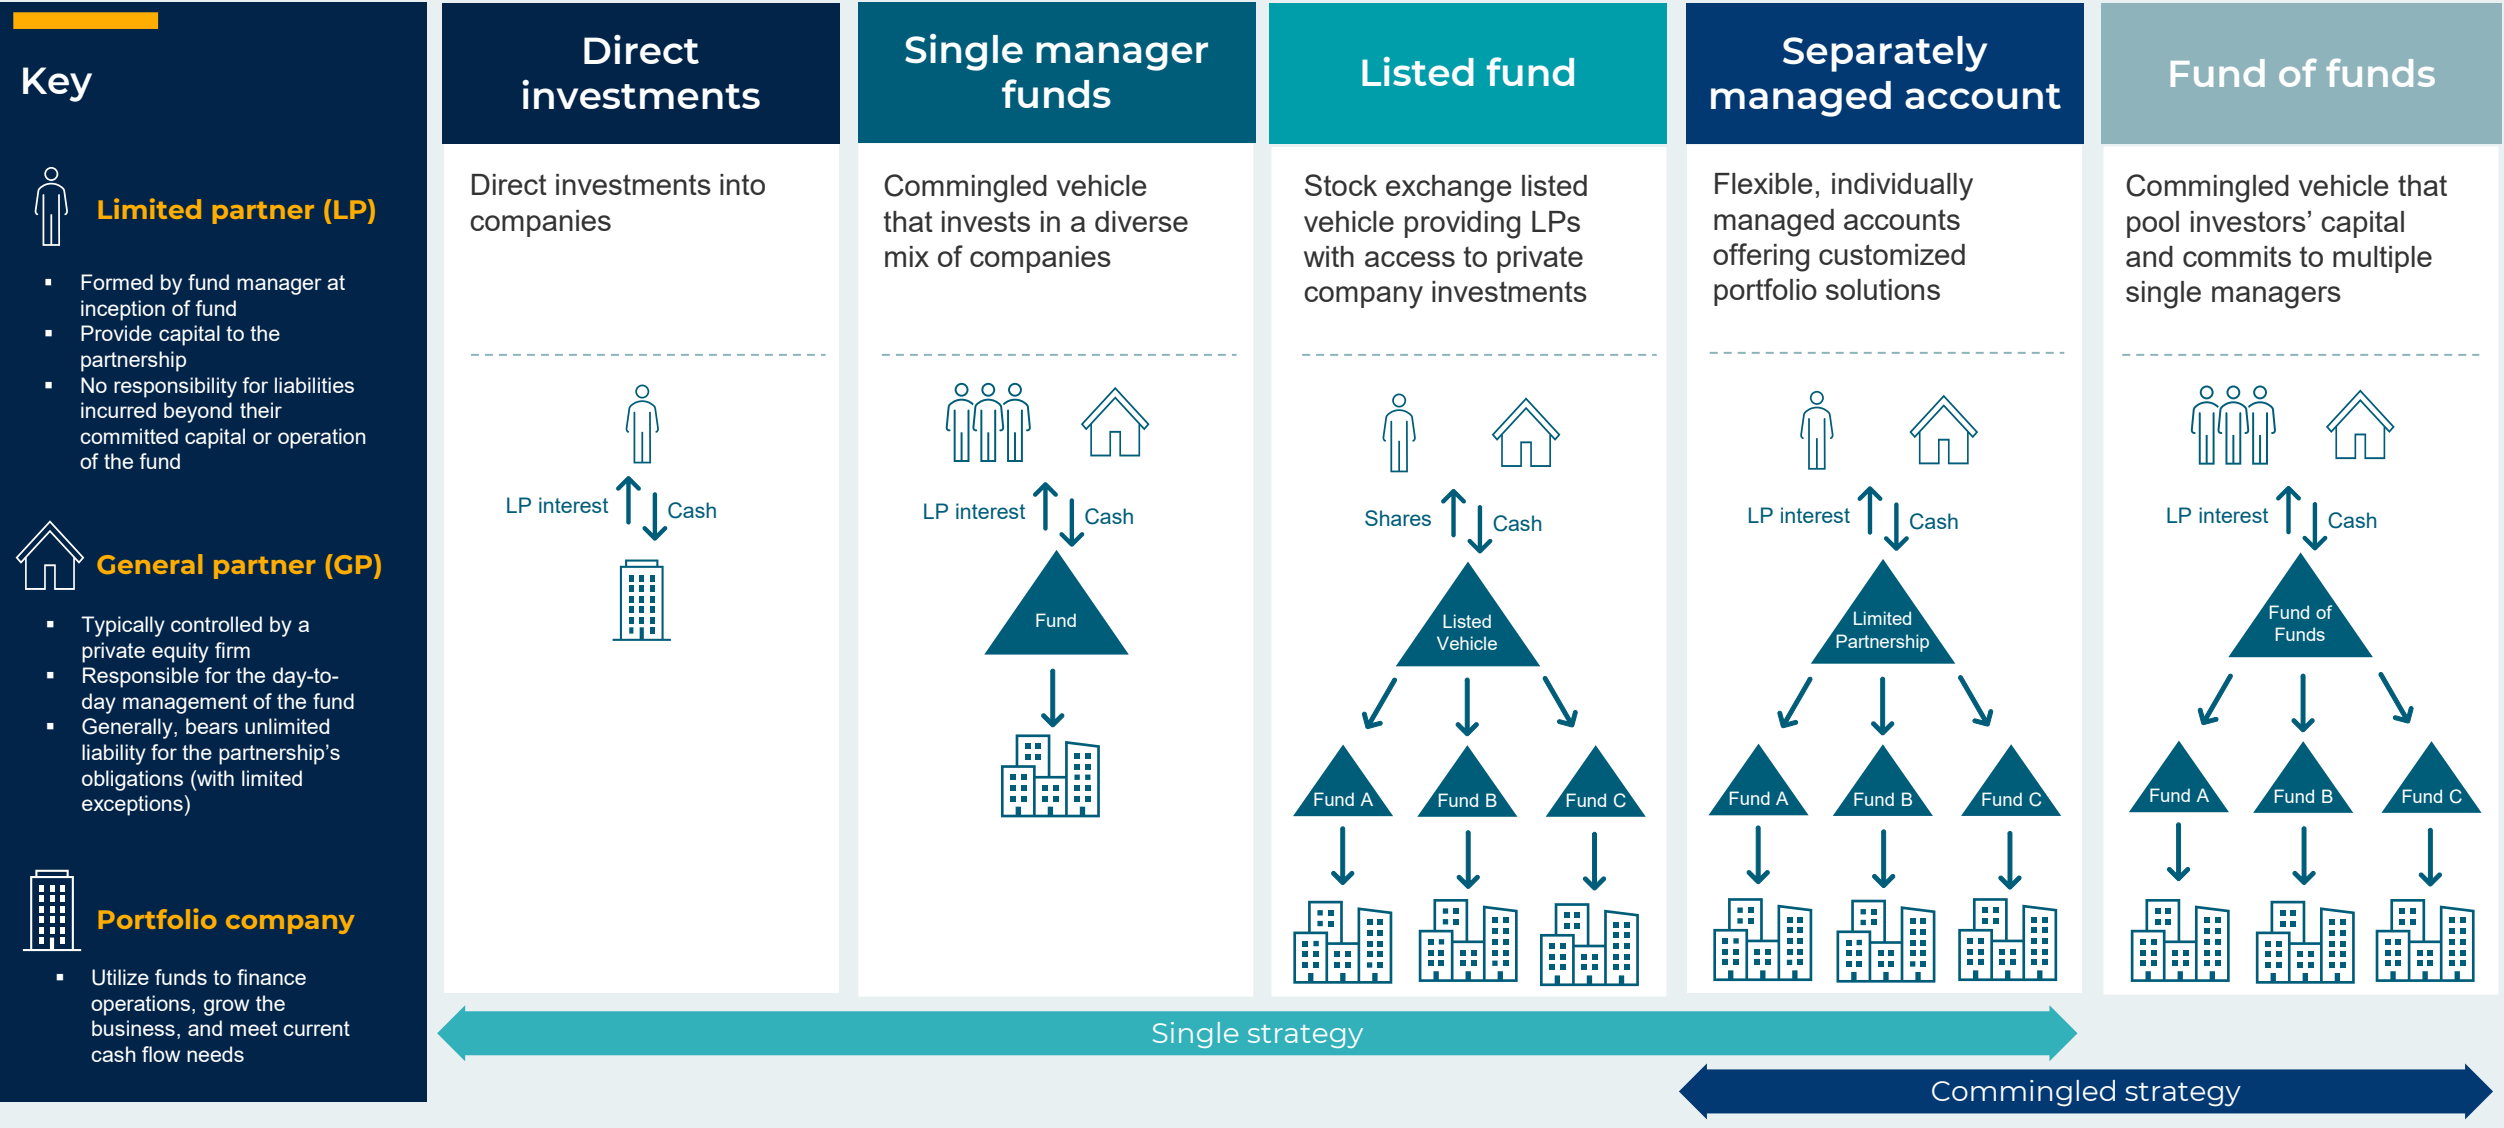 Key
Limited partner (LP)
▪ Formed by fund manager at
inception of fund
▪ Provide capital to the
partnership
▪ No responsibility for liabilities
incurred beyond their
committed capital or operation
of the fund
General partner (GP)
▪ Typically controlled by a
private equity firm
▪ Responsible for the day-to-
day management of the fund
▪ Generally, bears unlimited
liability for the partnership's
obligations (with limited
exceptions)
Portfolio company
▪ Utilize funds to finance
operations, grow the
business, and meet current
cash flow needs
Direct
investments
Direct investments into
companies
LP interest
Cash
Single manager
funds
Commingled vehicle
that invests in a diverse
mix of companies
LP interest
Cash
Fund
Listed fund
Stock exchange listed
vehicle providing LPs
with access to private
company investments
Shares
Cash
Listed
Vehicle
Fund A
Fund B
Fund C
Separately
managed account
Flexible, individually
managed accounts
offering customized
portfolio solutions
LP interest
Cash
Limited
Partnership
Fund A
Fund B
Fund C
Fund of funds
Commingled vehicle that
pool investors' capital
and commits to multiple
single managers
LP interest
Cash
Fund of
Funds
Fund A
Fund B
Fund C
Single strategy
Commingled strategy